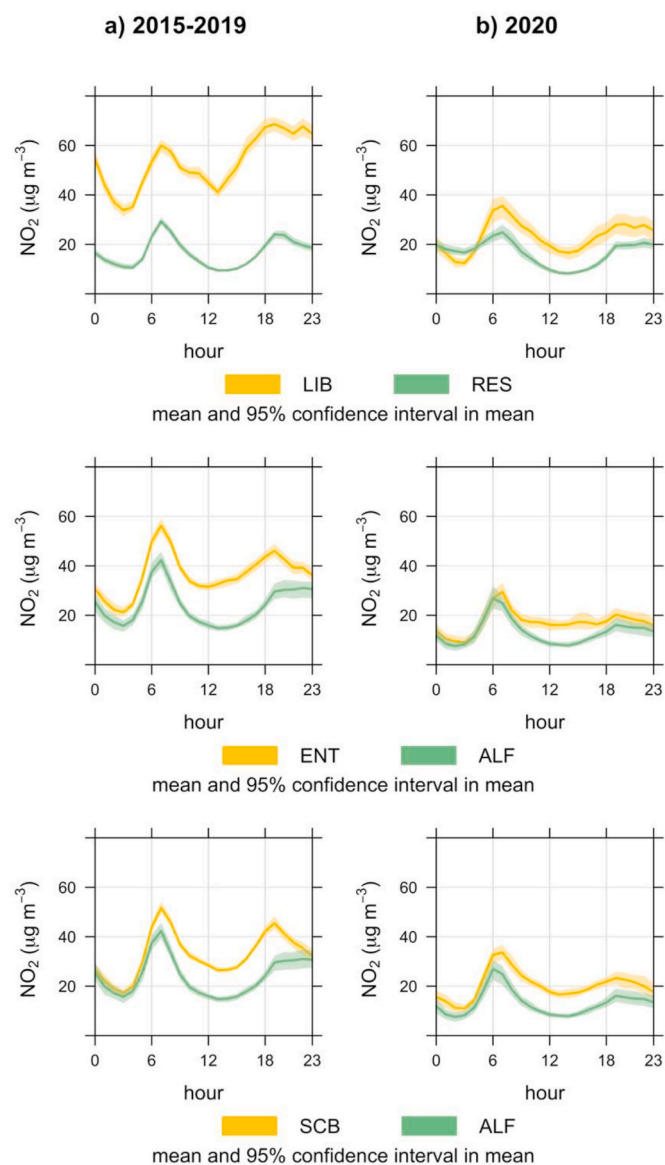 a) 2015-2019
b) 2020
NO₂ (µg m⁻³)
60
40
20
0
6
12
18
23
hour
NO₂ (µg m⁻³)
60
40
20
0
6
12
18
23
hour
LIB
RES
mean and 95% confidence interval in mean
NO₂ (µg m⁻³)
60
40
20
0
6
12
18
23
hour
NO₂ (µg m⁻³)
60
40
20
0
6
12
18
23
hour
ENT
ALF
mean and 95% confidence interval in mean
NO₂ (µg m⁻³)
60
40
20
0
6
12
18
23
hour
NO₂ (µg m⁻³)
60
40
20
0
6
12
18
23
hour
SCB
ALF
mean and 95% confidence interval in mean